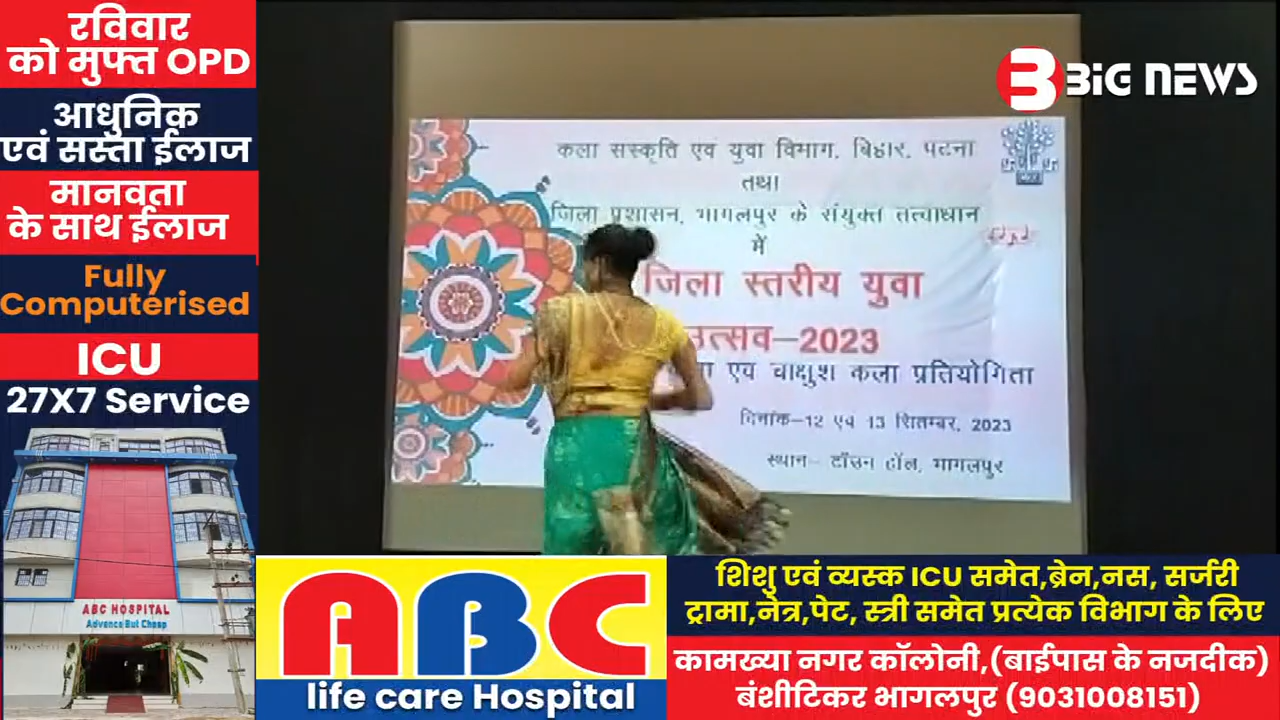 रविवार
को मुफ्त OPD
आधुनिक
एवं सस्ता ईलाज
मानवता
के साथ ईलाज
Fully
Computerised
ICU
27X7 Service
ABC HOSPITAL
Advance But Cheap
BiG NEWS
कला संस्कृति एवं युवा विभाग, बिहार, पटना
तथा
जिला प्रशासन, भागलपुर के संयुक्त तत्वाधान
में
जिला स्तरीय युवा
उत्सव–2023
एवं चाक्षुश कला प्रतियोगिता
दिनांक–12 एवं 13 सितम्बर, 2023
स्थान– टॉउन हॉल, भागलपुर
ABC
life care Hospital
शिशु एवं व्यस्क ICU समेत,ब्रेन,नस, सर्जरी
ट्रामा,नेत्र,पेट, स्त्री समेत प्रत्येक विभाग के लिए
कामख्या नगर कॉलोनी,(बाईपास के नजदीक)
बंशीटिकर भागलपुर (9031008151)